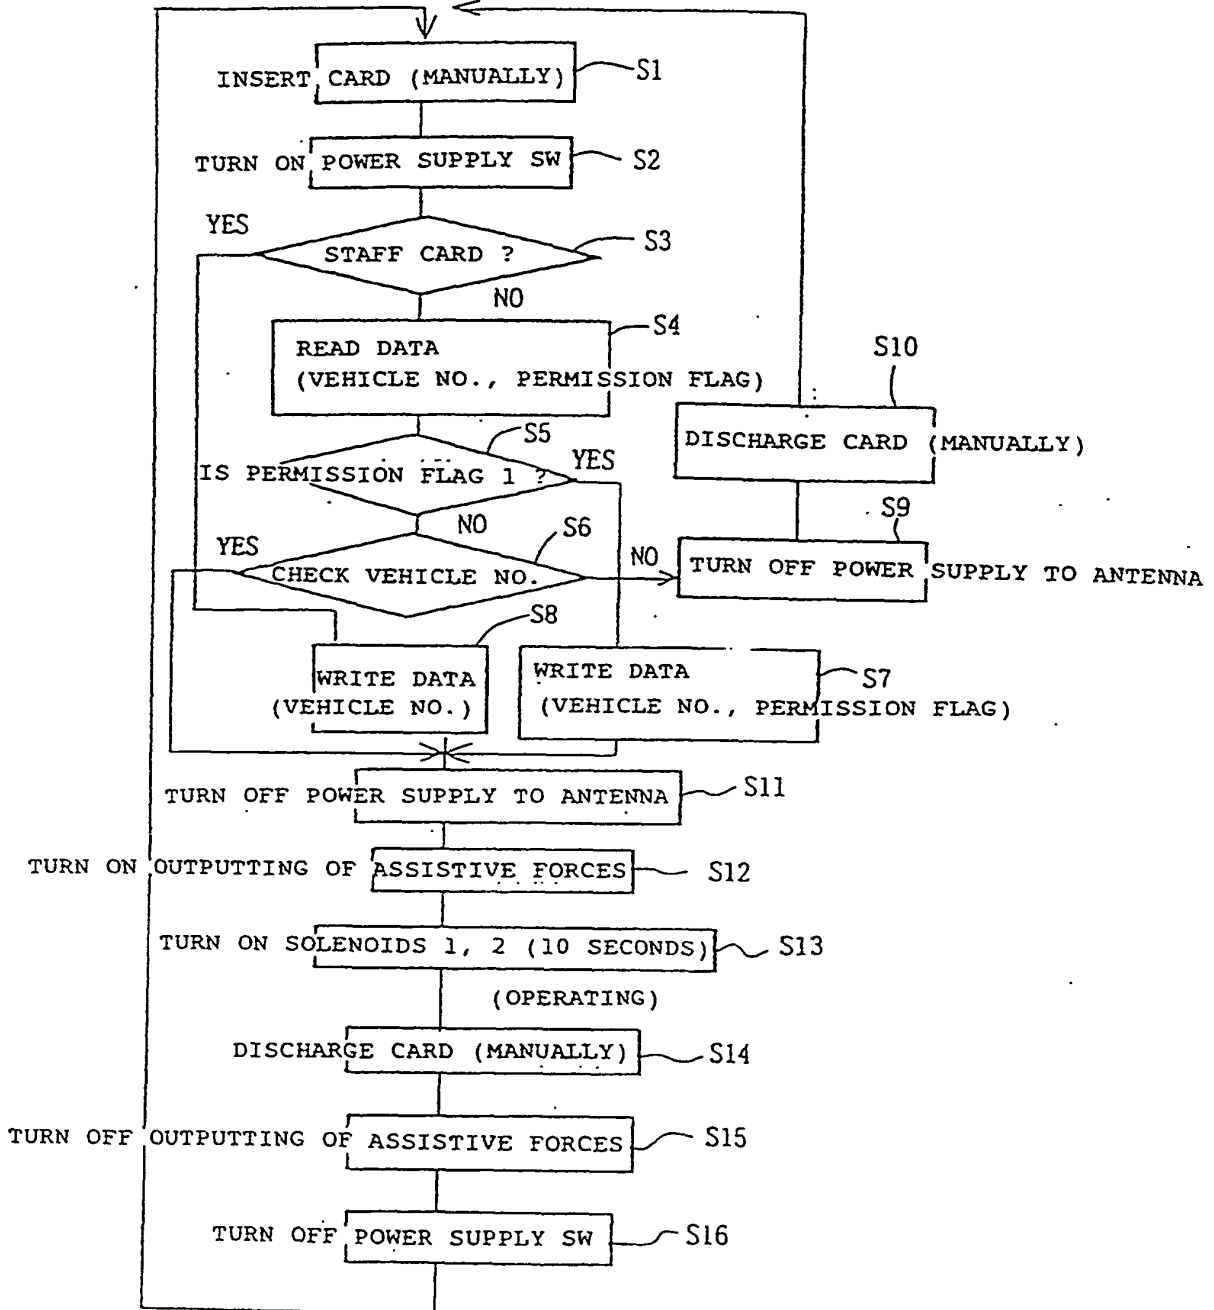 INSERT CARD (MANUALLY)
S1
TURN ON POWER SUPPLY SW
S2
YES
STAFF CARD ?
S3
NO
S4
READ DATA
(VEHICLE NO., PERMISSION FLAG)
S10
DISCHARGE CARD (MANUALLY)
S5
IS PERMISSION FLAG 1 ?
YES
S9
NO
S6
YES
CHECK VEHICLE NO.
NO
TURN OFF POWER SUPPLY TO ANTENNA
S8
WRITE DATA
(VEHICLE NO.)
WRITE DATA
(VEHICLE NO., PERMISSION FLAG)
S7
TURN OFF POWER SUPPLY TO ANTENNA
S11
TURN ON OUTPUTTING OF ASSISTIVE FORCES
S12
TURN ON SOLENOIDS 1, 2 (10 SECONDS)
S13
(OPERATING)
DISCHARGE CARD (MANUALLY)
S14
TURN OFF OUTPUTTING OF ASSISTIVE FORCES
S15
TURN OFF POWER SUPPLY SW
S16